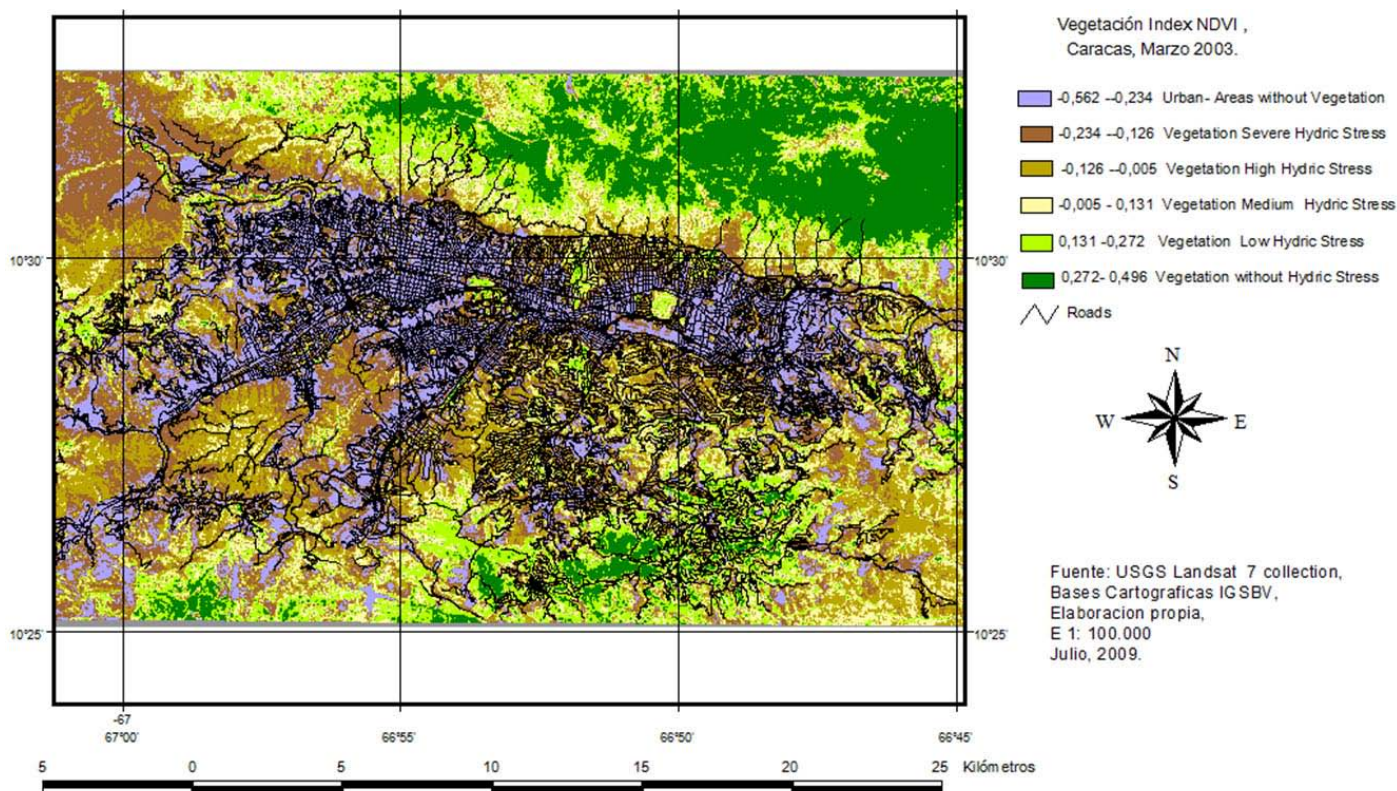 Vegetación Index NDVI ,
Caracas, Marzo 2003.
-0,562 --0,234 Urban- Areas without Vegetation
-0,234 --0,126 Vegetation Severe Hydric Stress
-0,126 --0,005 Vegetation High Hydric Stress
-0,005 - 0,131 Vegetation Medium Hydric Stress
0,131 -0,272 Vegetation Low Hydric Stress
0,272- 0,496 Vegetation without Hydric Stress
Roads
N
W E
S
Fuente: USGS Landsat 7 collection,
Bases Cartograficas IGSBV,
Elaboracion propia,
E 1: 100.000
Julio, 2009.
10°30' 10°30'
10°25' 10°25'
-67
67°00' 66°55' 66°50' 66°45'
5 0 5 10 15 20 25 Kilómetros